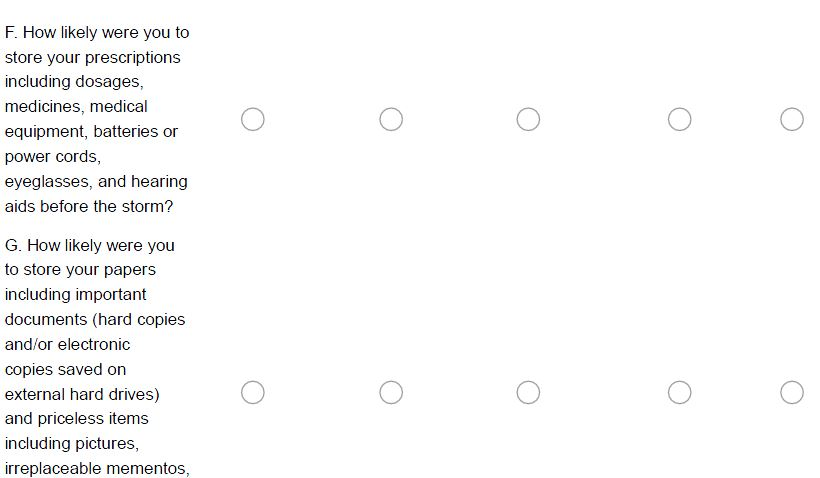 F. How likely were you to
store your prescriptions
including dosages,
medicines, medical
equipment, batteries or
power cords,
eyeglasses, and hearing
aids before the storm?
G. How likely were you
to store your papers
including important
documents (hard copies
and/or electronic
copies saved on
external hard drives)
and priceless items
including pictures,
irreplaceable mementos,